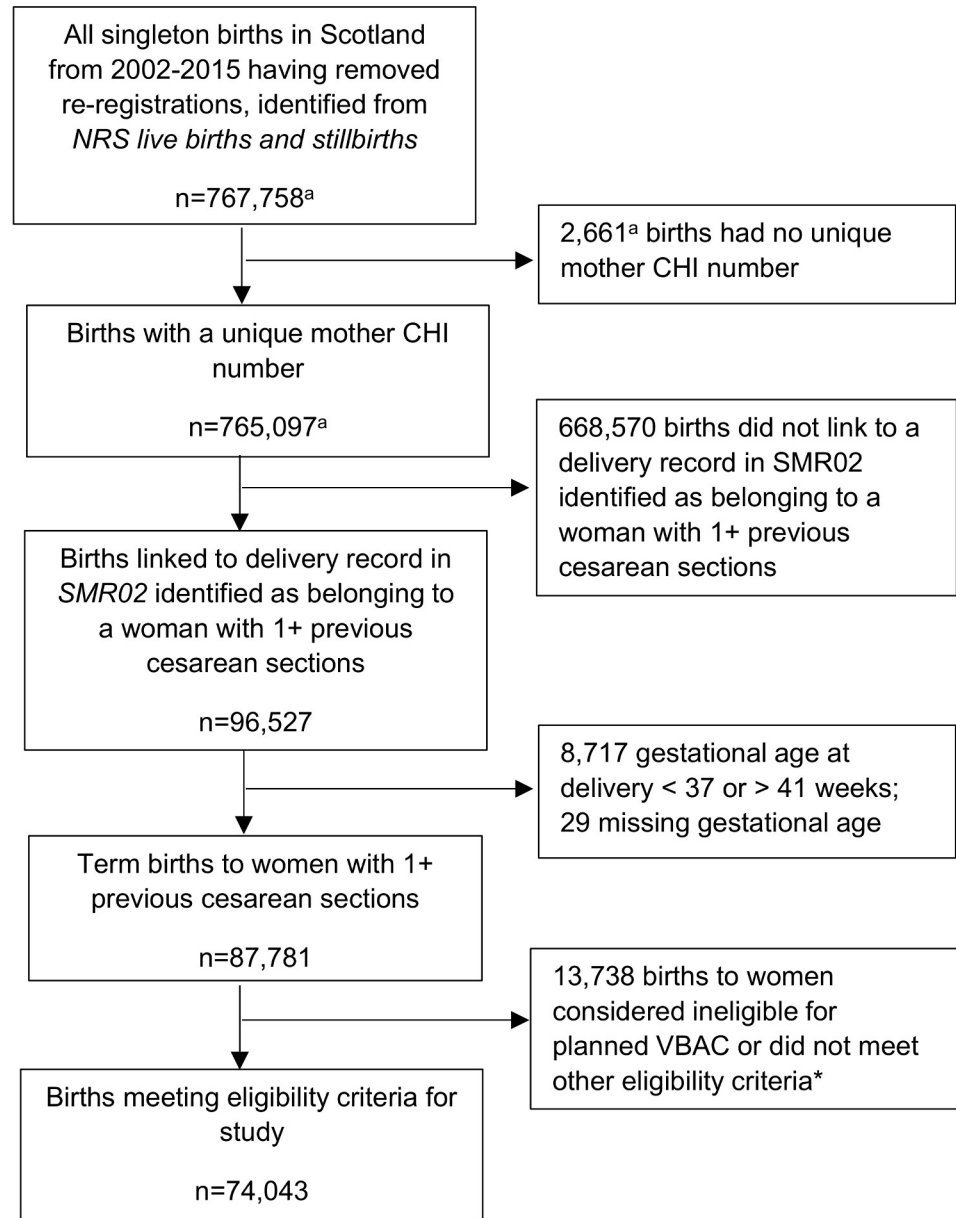 All singleton births in Scotland
from 2002-2015 having removed
re-registrations, identified from
NRS live births and stillbirths
n=767,758ᵃ
2,661ᵃ births had no unique
mother CHI number
Births with a unique mother CHI
number
n=765,097ᵃ
668,570 births did not link to a
delivery record in SMR02
identified as belonging to a
woman with 1+ previous
cesarean sections
Births linked to delivery record in
SMR02 identified as belonging to
a woman with 1+ previous
cesarean sections
n=96,527
8,717 gestational age at
delivery < 37 or > 41 weeks;
29 missing gestational age
Term births to women with 1+
previous cesarean sections
n=87,781
13,738 births to women
considered ineligible for
planned VBAC or did not meet
other eligibility criteria*
Births meeting eligibility criteria for
study
n=74,043